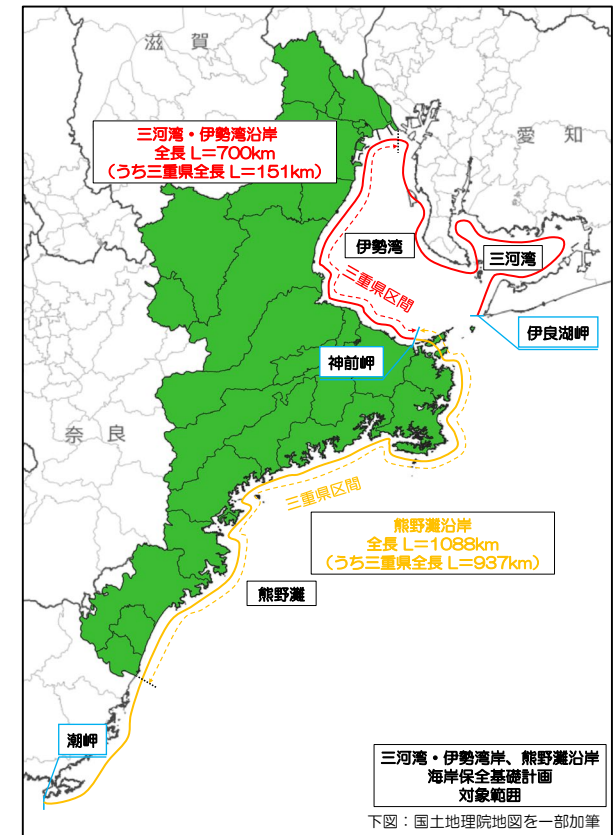 滋賀
三河湾・伊勢湾沿岸
全長 L=700km
（うち三重県全長 L=151km）
愛知
伊勢湾
三河湾
三重県区間
伊良湖岬
神前岬
奈良
三重県区間
熊野灘沿岸
全長 L=1088km
（うち三重県全長 L=937km）
熊野灘
潮岬
三河湾・伊勢湾岸、熊野灘沿岸
海岸保全基礎計画
対象範囲
下図：国土地理院地図を一部加筆